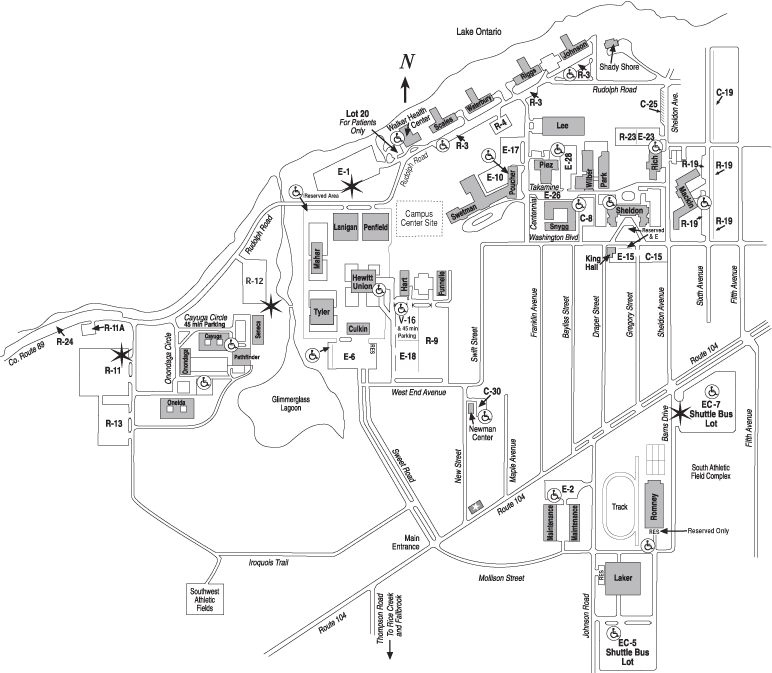 Lake Ontario
N
Johnson
Shady Shore
R-3
Riggs
Rudolph Road
R-3
C-19
C-25
Sheldon Ave.
Lot 20
For Patients
Only
Walker Health
Center
Scales
Waterbury
R-4
R-3
Lee
R-23
E-23
E-17
E-28
Rich
R-19
R-19
E-1
Rudolph Road
E-10
Poucher
Piez
Wilber
Park
Takamine
Mackin
Reserved Area
E-26
Swetman
Centennial
Snygg
C-8
Sheldon
R-19
R-19
Campus
Center Site
Lanigan
Penfield
Washington Blvd
Reserved
& E
Rudolph Road
Mahar
King
Hall
E-15
C-15
R-12
Hewitt
Union
Hart
Funnelle
Tyler
V-16
& 45 min
Parking
Culkin
Franklin Avenue
Bayliss Street
Draper Street
Gregory Street
Sheldon Avenue
Sixth Avenue
Fifth Avenue
Cayuga Circle
45 min Parking
Seneca
R-11A
R-24
Co. Route 89
Onondaga Circle
Cayuga
Onondaga
Pathfinder
R-11
RES
E-6
E-18
R-9
Swift Street
Route 104
Oneida
R-13
Glimmerglass
Lagoon
West End Avenue
C-30
Newman
Center
EC-7
Shuttle Bus
Lot
Barns Drive
Fifth Avenue
Sweet Road
New Street
Maple Avenue
South Athletic
Field Complex
E-2
Track
Romney
Route 104
Maintenance
Maintenance
RES
Reserved Only
Main
Entrance
Iroquois Trail
Mollison Street
RES
Laker
Southwest
Athletic
Fields
Route 104
Thompson Road
To Rice Creek
and Fallbrook
Johnson Road
EC-5
Shuttle Bus
Lot